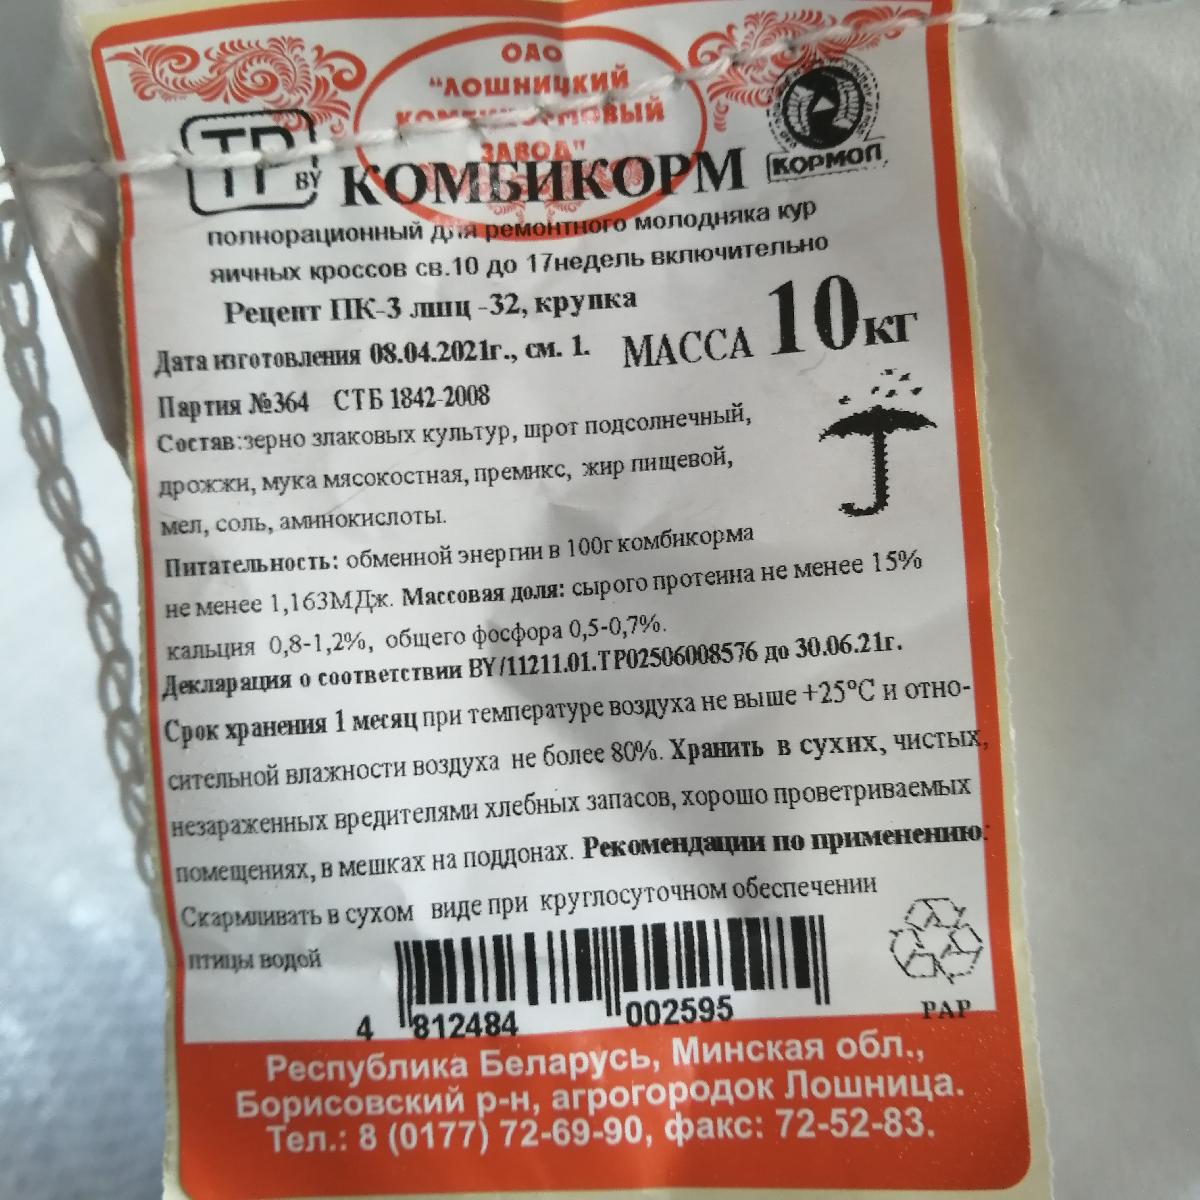 ОАО
"ЛОШНИЦКИЙ
КОМБИКОРМОВЫЙ
ЗАВОД"
ТР
BY
КОРМОЛ
КОМБИКОРМ
полнорационный для ремонтного молодняка кур
яичных кроссов св.10 до 17недель включительно
Рецепт ПК-3 лпц -32, крупка
Дата изготовления 08.04.2021г., см. 1.
МАССА 10кг
Партия №364 СТБ 1842-2008
Состав:зерно злаковых культур, шрот подсолнечный,
дрожжи, мука мясокостная, премикс, жир пищевой,
мел, соль, аминокислоты.
Питательность: обменной энергии в 100г комбикорма
не менее 1,163МДж. Массовая доля: сырого протеина не менее 15%
кальция 0,8-1,2%, общего фосфора 0,5-0,7%.
Декларация о соответствии BY/11211.01.ТР02506008576 до 30.06.21г.
Срок хранения 1 месяц при температуре воздуха не выше +25°С и отно-
сительной влажности воздуха не более 80%. Хранить в сухих, чистых,
незараженных вредителями хлебных запасов, хорошо проветриваемых
помещениях, в мешках на поддонах. Рекомендации по применению:
Скармливать в сухом виде при круглосуточном обеспечении
птицы водой
4 812484 002595
PAP
Республика Беларусь, Минская обл.,
Борисовский р-н, агрогородок Лошница.
Тел.: 8 (0177) 72-69-90, факс: 72-52-83.